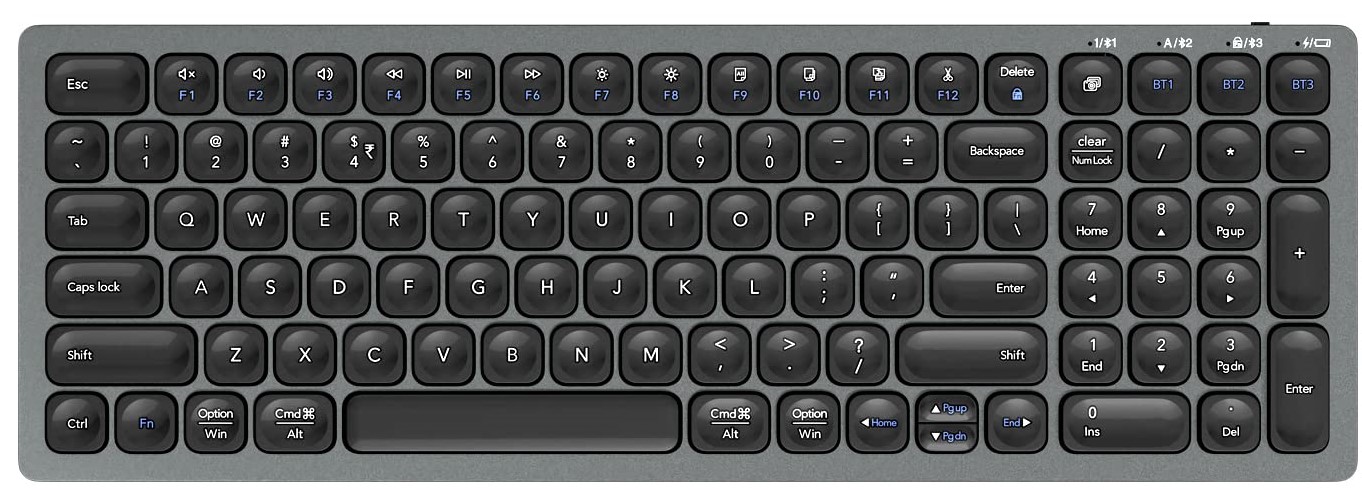 1/ 1 A/ 2 / 3 /
Esc F1 F2 F3 F4 F5 F6 F7 F8 F9 F10 F11 F12 Delete BT1 BT2 BT3
~ ! @ # $ % ^ & * ( ) — +
` 1 2 3 4 ₹ 5 6 7 8 9 0 - = Backspace clear / * −
Num Lock
Tab Q W E R T Y U I O P { } | 7 8 9
[ ] \ Home ▲ Pg up
+
Caps lock A S D F G H J K L : " Enter 4 5 6
; , ◀ ▶
Shift Z X C V B N M < > ? Shift 1 2 3
, . / End ▼ Pg dn
Enter
Ctrl Fn Option Cmd⌘ Cmd⌘ Option ◀Home ▲Pg up End▶ 0 .
Win Alt Alt Win ▼Pg dn Ins Del